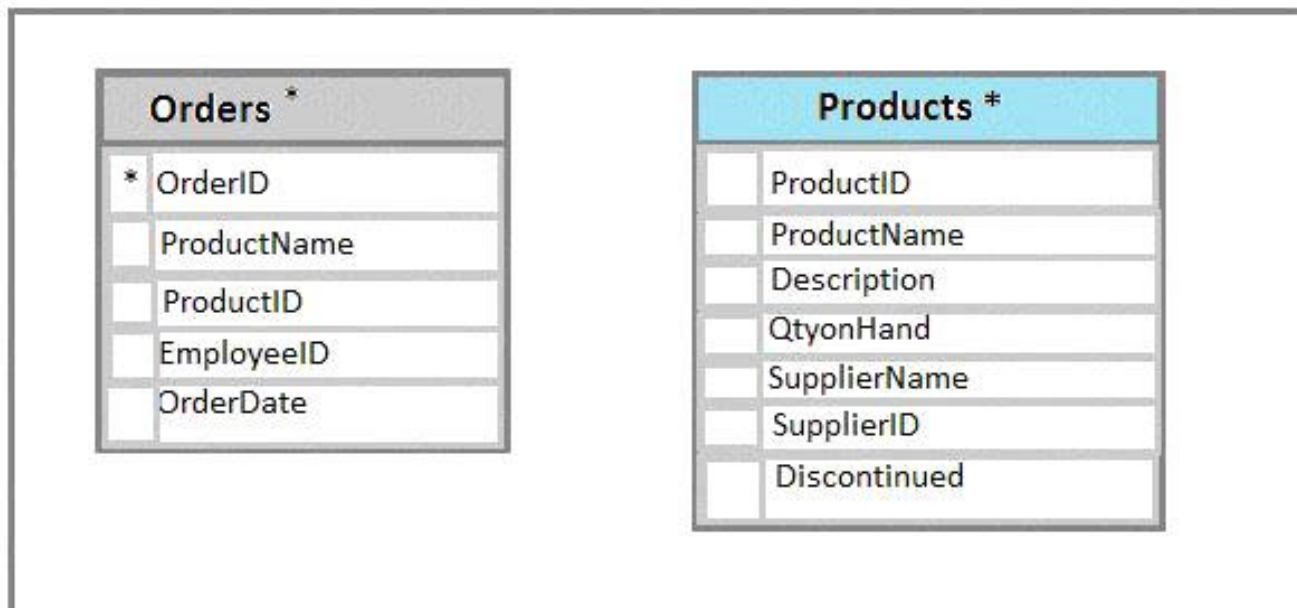 Orders *
* OrderID
ProductName
ProductID
EmployeeID
OrderDate
Products *
ProductID
ProductName
Description
QtyonHand
SupplierName
SupplierID
Discontinued